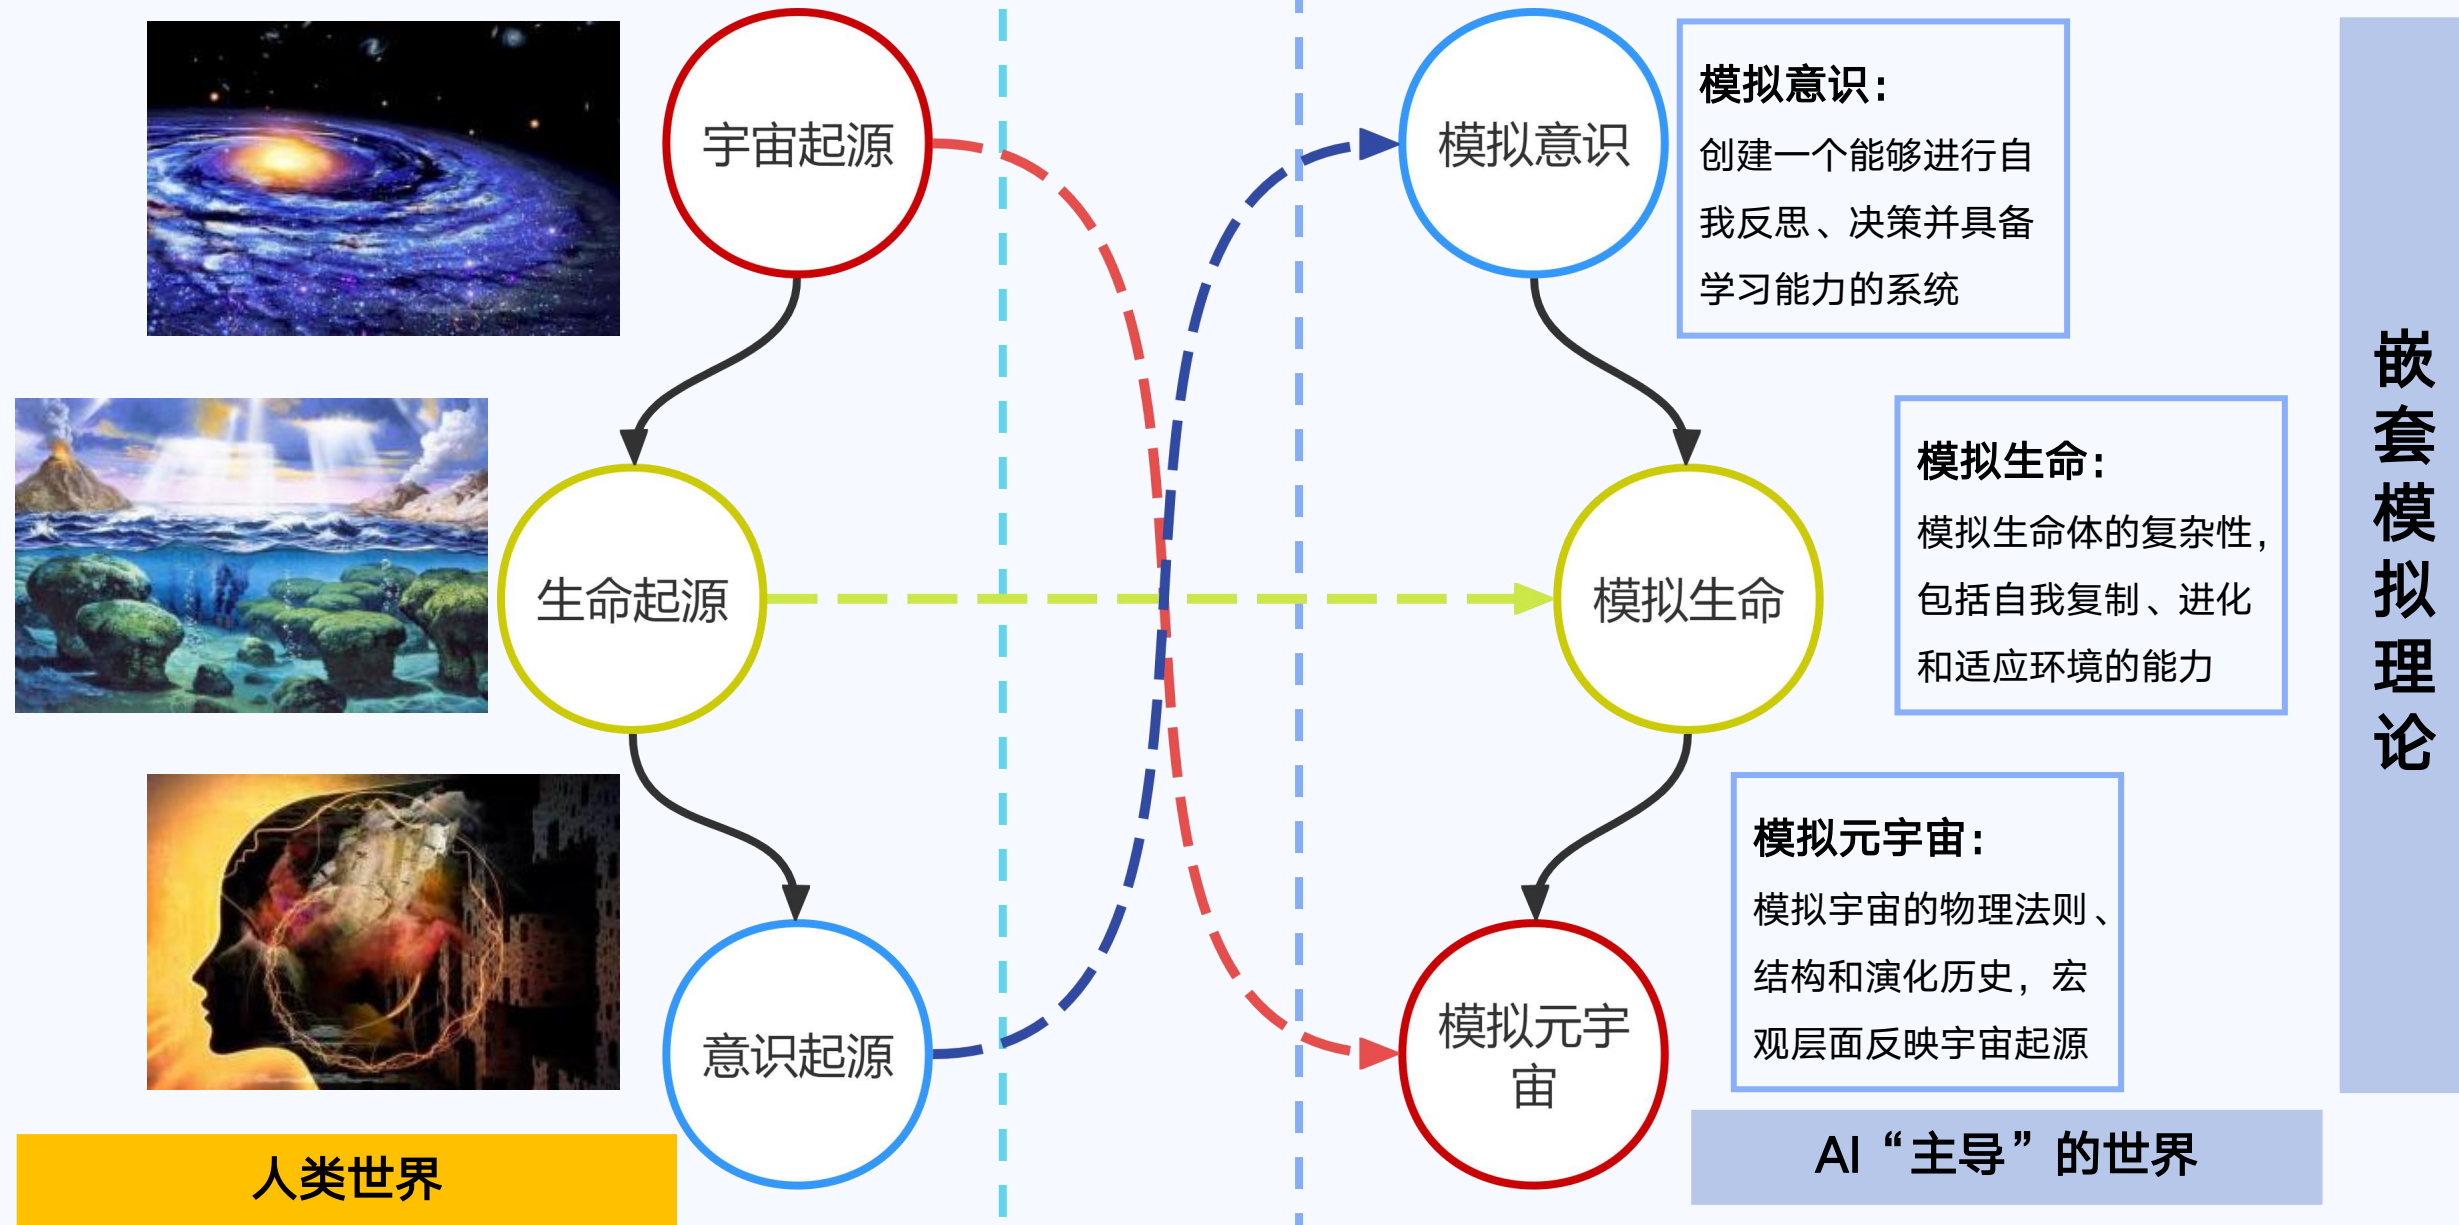 宇宙起源
生命起源
意识起源
人类世界
模拟意识
模拟意识：
创建一个能够进行自
我反思、决策并具备
学习能力的系统
模拟生命
模拟生命：
模拟生命体的复杂性，
包括自我复制、进化
和适应环境的能力
模拟元宇
宙
模拟元宇宙：
模拟宇宙的物理法则、
结构和演化历史，宏
观层面反映宇宙起源
AI“主导”的世界
嵌套模拟理论